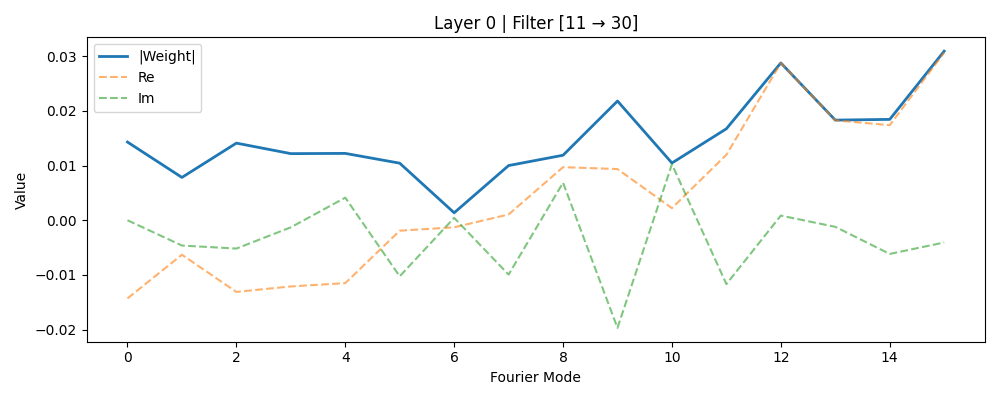 Layer 0 | Filter [11 → 30]
|Weight|
Re
Im
Value
0.03
0.02
0.01
0.00
−0.01
−0.02
0 2 4 6 8 10 12 14
Fourier Mode